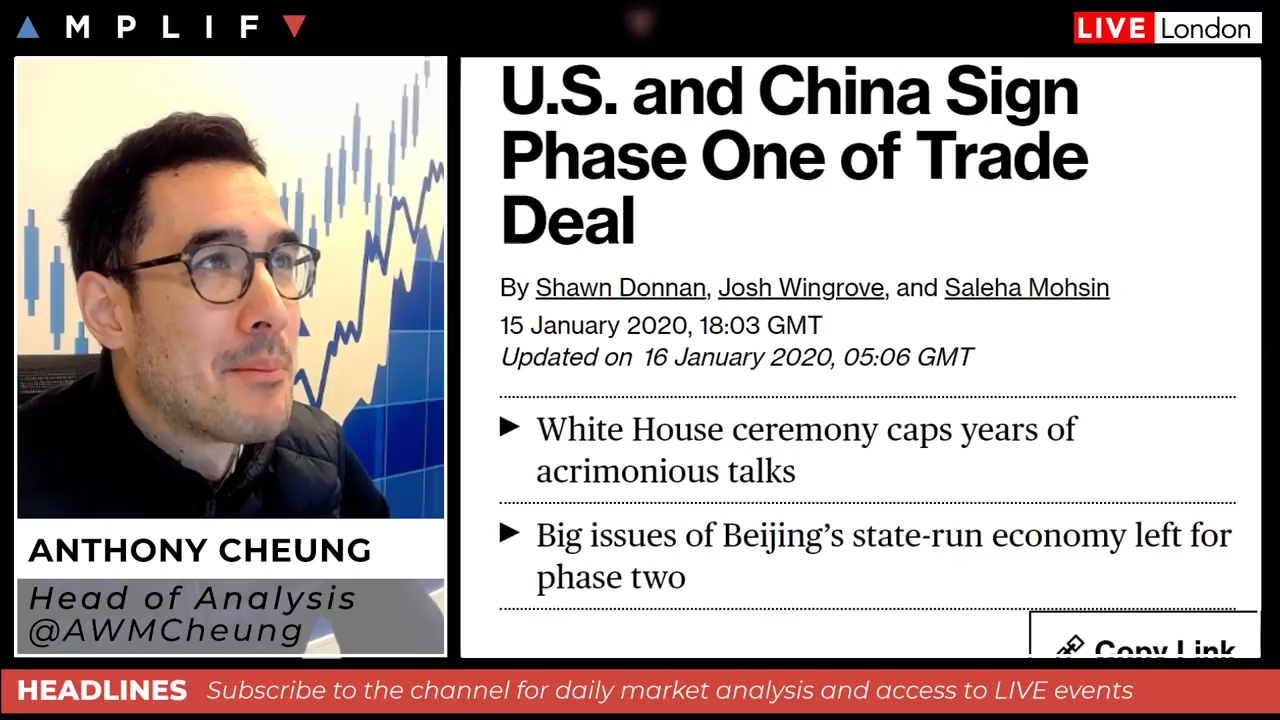 AMPLIFY
LIVE London
U.S. and China Sign
Phase One of Trade
Deal
By Shawn Donnan, Josh Wingrove, and Saleha Mohsin
15 January 2020, 18:03 GMT
Updated on 16 January 2020, 05:06 GMT
White House ceremony caps years of
acrimonious talks
Big issues of Beijing's state-run economy left for
phase two
Copy Link
ANTHONY CHEUNG
Head of Analysis
@AWMCheung
HEADLINES Subscribe to the channel for daily market analysis and access to LIVE events